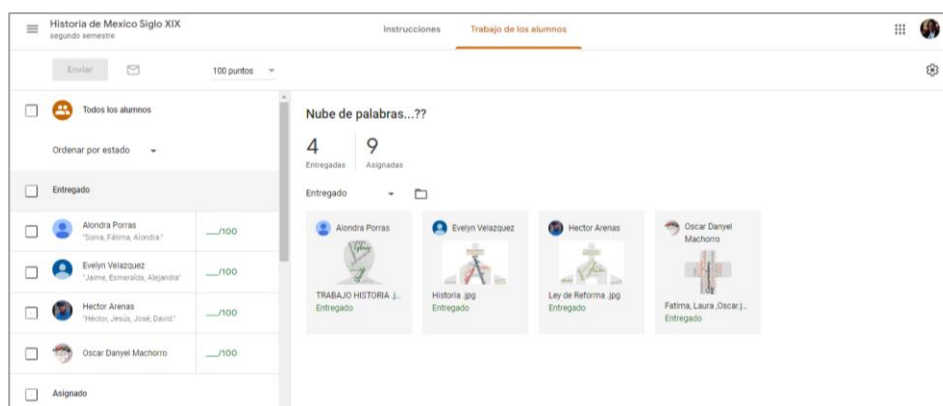 Historia de Mexico Siglo XIX
segundo semestre
Instrucciones
Trabajo de los alumnos
Enviar
100 puntos
Todos los alumnos
Ordenar por estado
Entregado
Alondra Porras
"Sonia, Fátima, Alondra."
___/100
Evelyn Velazquez
"Jaime, Esmeralda, Alejandra"
___/100
Hector Arenas
"Héctor, Jesús, José, David."
___/100
Oscar Danyel Machorro
___/100
Asignado
Nube de palabras...??
4
Entregadas
9
Asignadas
Entregado
Alondra Porras
TRABAJO HISTORIA .j...
Entregado
Evelyn Velazquez
Historia .jpg
Entregado
Hector Arenas
Ley de Reforma .jpg
Entregado
Oscar Danyel
Machorro
Fatima, Laura ,Oscar.j...
Entregado